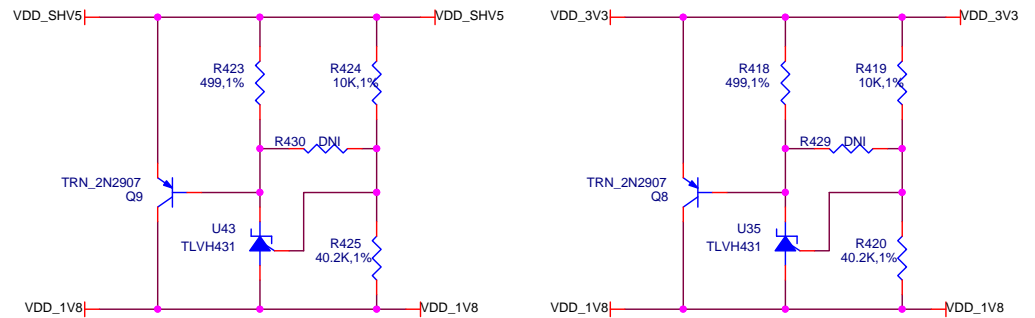 VDD_SHV5
VDD_SHV5
R423
499,1%
R424
10K,1%
R430
DNI
TRN_2N2907
Q9
U43
TLVH431
R425
40.2K,1%
VDD_1V8
VDD_1V8
VDD_3V3
VDD_3V3
R418
499,1%
R419
10K,1%
R429
DNI
TRN_2N2907
Q8
U35
TLVH431
R420
40.2K,1%
VDD_1V8
VDD_1V8